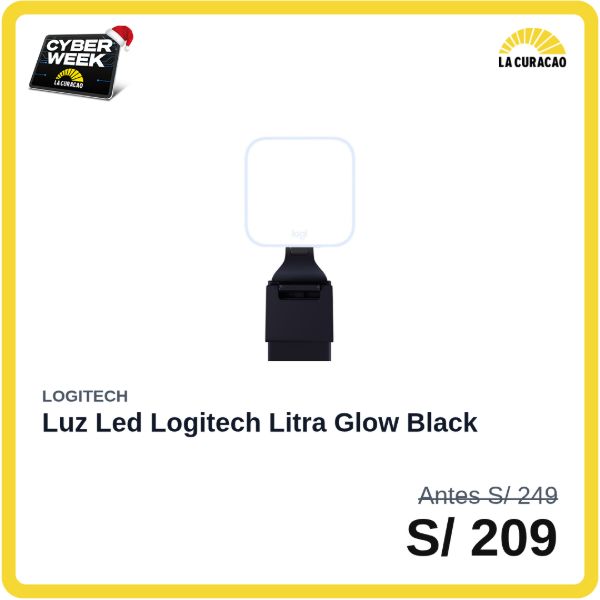 CYBER
WEEK
LA CURACAO
LA CURACAO
logi
LOGITECH
Luz Led Logitech Litra Glow Black
Antes S/ 249
S/ 209